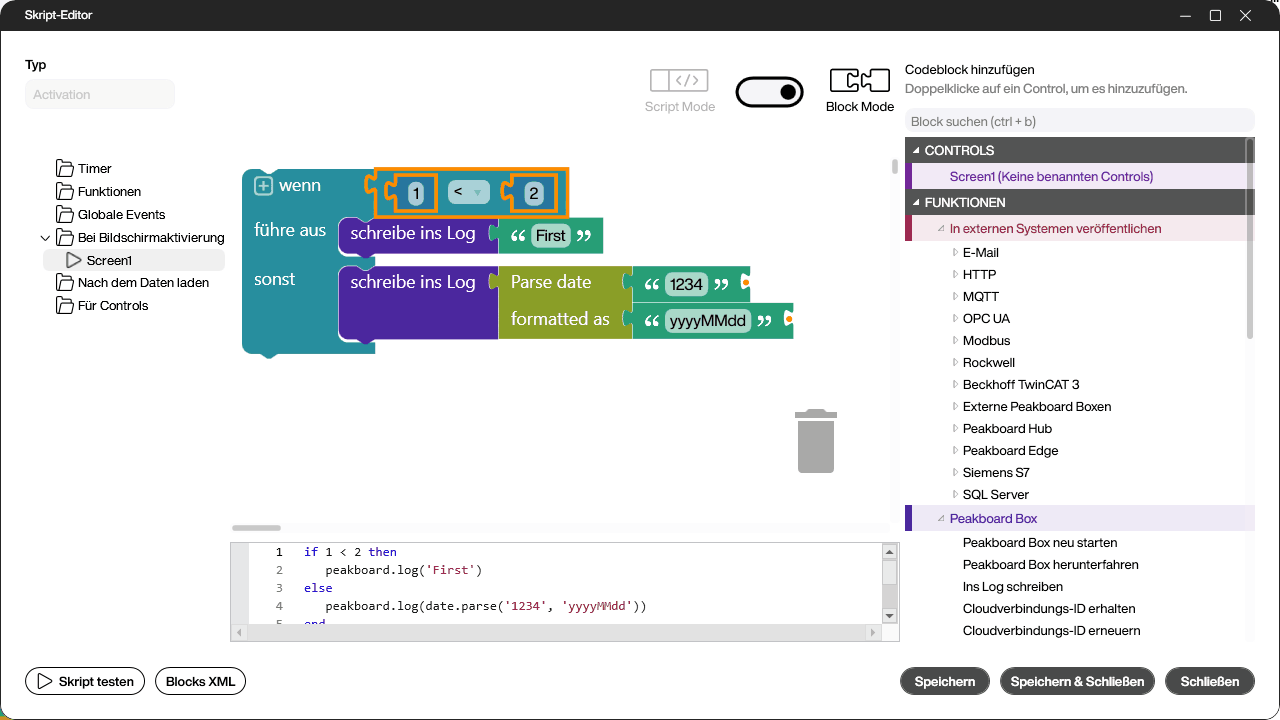 Skript-Editor
Typ
Activation
Script Mode
Block Mode
Codeblock hinzufügen
Doppelklicke auf ein Control, um es hinzuzufügen.
Block suchen (ctrl + b)
Timer
Funktionen
Globale Events
Bei Bildschirmaktivierung
Screen1
Nach dem Daten laden
Für Controls
wenn 1 < 2
führe aus schreibe ins Log “ First ”
sonst schreibe ins Log Parse date “ 1234 ”
formatted as “ yyyyMMdd ”
CONTROLS
Screen1 (Keine benannten Controls)
FUNKTIONEN
In externen Systemen veröffentlichen
E-Mail
HTTP
MQTT
OPC UA
Modbus
Rockwell
Beckhoff TwinCAT 3
Externe Peakboard Boxen
Peakboard Hub
Peakboard Edge
Siemens S7
SQL Server
Peakboard Box
Peakboard Box neu starten
Peakboard Box herunterfahren
Ins Log schreiben
Cloudverbindungs-ID erhalten
Cloudverbindungs-ID erneuern
1 if 1 < 2 then
2 peakboard.log('First')
3 else
4 peakboard.log(date.parse('1234', 'yyyyMMdd'))
5 end
Skript testen
Blocks XML
Speichern
Speichern & Schließen
Schließen